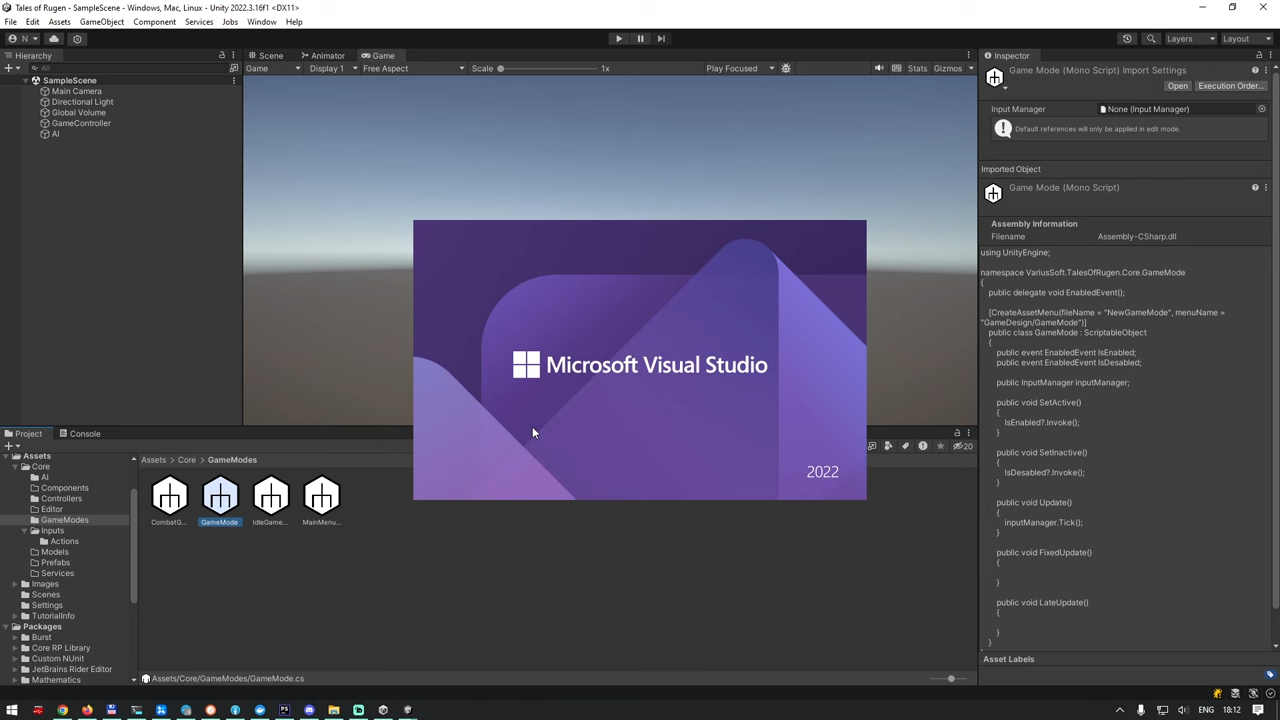 Tales of Rugen - SampleScene - Windows, Mac, Linux - Unity 2022.3.16f1 <DX11>
File Edit Assets GameObject Component Services Jobs Window Help
N
Layers Layout
Hierarchy
Scene Animator Game
Inspector
All
Game Display 1 Free Aspect Scale 1x Play Focused Stats Gizmos
SampleScene
Main Camera
Directional Light
Global Volume
GameController
AI
Game Mode (Mono Script) Import Settings
Open Execution Order...
Input Manager None (Input Manager)
Default references will only be applied in edit mode.
Imported Object
Game Mode (Mono Script)
Assembly Information
Filename Assembly-CSharp.dll
using UnityEngine;
namespace VariusSoft.TalesOfRugen.Core.GameMode
{
public delegate void EnabledEvent();
[CreateAssetMenu(fileName = "NewGameMode", menuName =
"GameDesign/GameMode")]
public class GameMode : ScriptableObject
{
public event EnabledEvent IsEnabled;
public event EnabledEvent IsDesabled;
public InputManager inputManager;
public void SetActive()
{
IsEnabled?.Invoke();
}
public void SetInactive()
{
IsDesabled?.Invoke();
}
public void Update()
{
inputManager.Tick();
}
public void FixedUpdate()
{
}
public void LateUpdate()
{
}
}
Asset Labels
Microsoft Visual Studio
2022
Project Console
20
Assets
Core
AI
Components
Controllers
Editor
GameModes
Inputs
Actions
Models
Prefabs
Services
Images
Scenes
Settings
TutorialInfo
Packages
Burst
Core RP Library
Custom NUnit
JetBrains Rider Editor
Mathematics
Assets > Core > GameModes
CombatG... GameMode IdleGame... MainMenu...
Assets/Core/GameModes/GameMode.cs
ENG 18:12